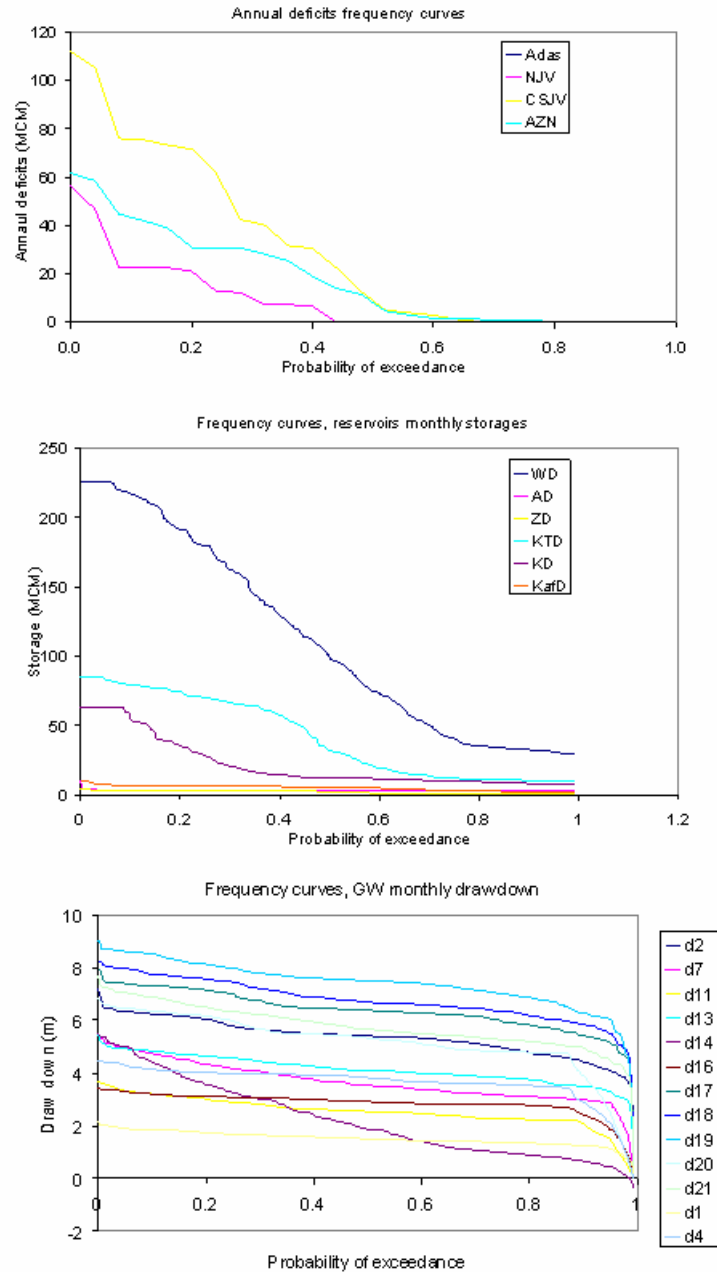 Annual deficits frequency curves
120
100
80
60
40
20
0
Annaul deficits (MCM)
Adas
NJV
CSJV
AZN
0.0 0.2 0.4 0.6 0.8 1.0
Probability of exceedance
Frequency curves, reservoirs monthly storages
250
200
150
100
50
0
Storage (MCM)
WD
AD
ZD
KTD
KD
KafD
0 0.2 0.4 0.6 0.8 1 1.2
Probability of exceedance
Frequency curves, GW monthly drawdown
10
8
6
4
2
0
-2
Draw down (m)
0 0.2 0.4 0.6 0.8 1
Probability of exceedance
d2
d7
d11
d13
d14
d16
d17
d18
d19
d20
d21
d1
d4